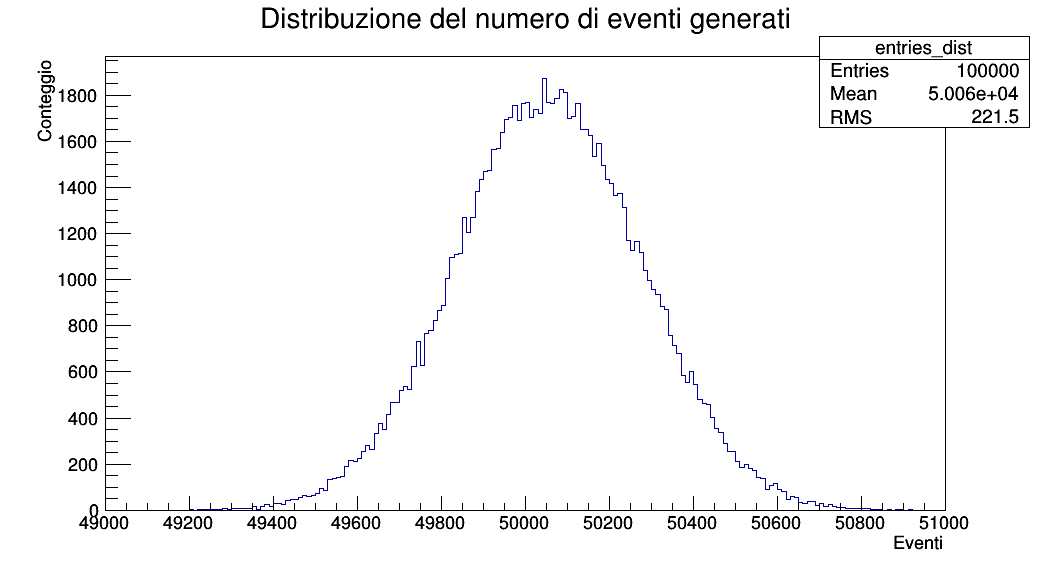 Distribuzione del numero di eventi generati
entries_dist
Entries 100000
Mean 5.006e+04
RMS 221.5
Conteggio
1800
1600
1400
1200
1000
800
600
400
200
0
49000 49200 49400 49600 49800 50000 50200 50400 50600 50800 51000
Eventi